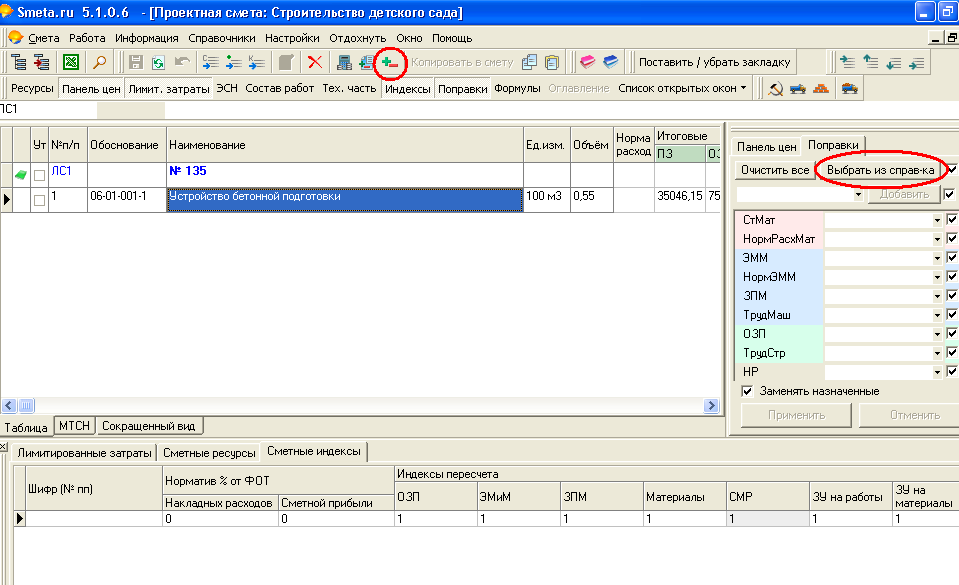 Smeta.ru 5.1.0.6 - [Проектная смета: Строительство детского сада]
Смета Работа Информация Справочники Настройки Отдохнуть Окно Помощь
Копировать в смету Поставить / убрать закладку
Ресурсы Панель цен Лимит. затраты ЭСН Состав работ Тех. часть Индексы Поправки Формулы Оглавление Список открытых окон
ЛС1
Ут №п/п Обоснование Наименование Ед.изм. Объём Норма расход Итоговые
ПЗ ОЗ
ЛС1 № 135
1 06-01-001-1 Устройство бетонной подготовки 100 м3 0,55 35046,15 75
Панель цен Поправки
Очистить все Выбрать из справ-ка
Добавить
СтМат
НормРасхМат
ЭММ
НормЭММ
ЗПМ
ТрудМаш
ОЗП
ТрудСтр
НР
Заменять назначенные
Применить Отменить
Таблица МТСН Сокращенный вид
Лимитированные затраты Сметные ресурсы Сметные индексы
Шифр (№ пп) Норматив % от ФОТ Индексы пересчета
Накладных расходов Сметной прибыли ОЗП ЭМиМ ЗПМ Материалы СМР ЗУ на работы ЗУ на материалы
0 0 1 1 1 1 1 1 1